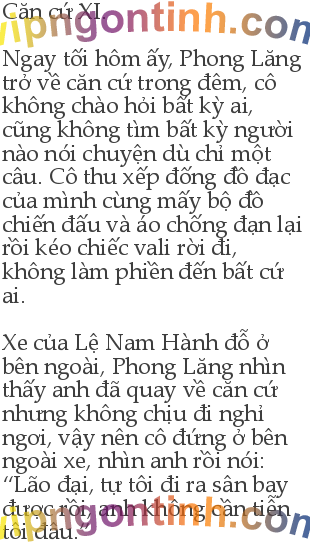 Căn cứ XI.
vipngontinh.com
Ngay tối hôm ấy, Phong Lăng
trở về căn cứ trong đêm, cô
không chào hỏi bất kỳ ai,
cũng không tìm bất kỳ người
nào nói chuyện dù chỉ một
câu. Cô thu xếp đống đồ đạc
của mình cùng mấy bộ đồ
chiến đấu và áo chống đạn lại
rồi kéo chiếc vali rời đi,
không làm phiền đến bất cứ
ai.
Xe của Lệ Nam Hành đỗ ở
bên ngoài, Phong Lăng nhìn
thấy anh đã quay về căn cứ
nhưng không chịu đi nghỉ
ngơi, vậy nên cô đứng ở bên
ngoài xe, nhìn anh rồi nói:
“Lão đại, tự tôi đi ra sân bay
được rồi, anh không cần tiễn
tôi đâu.”
vipngontinh.com